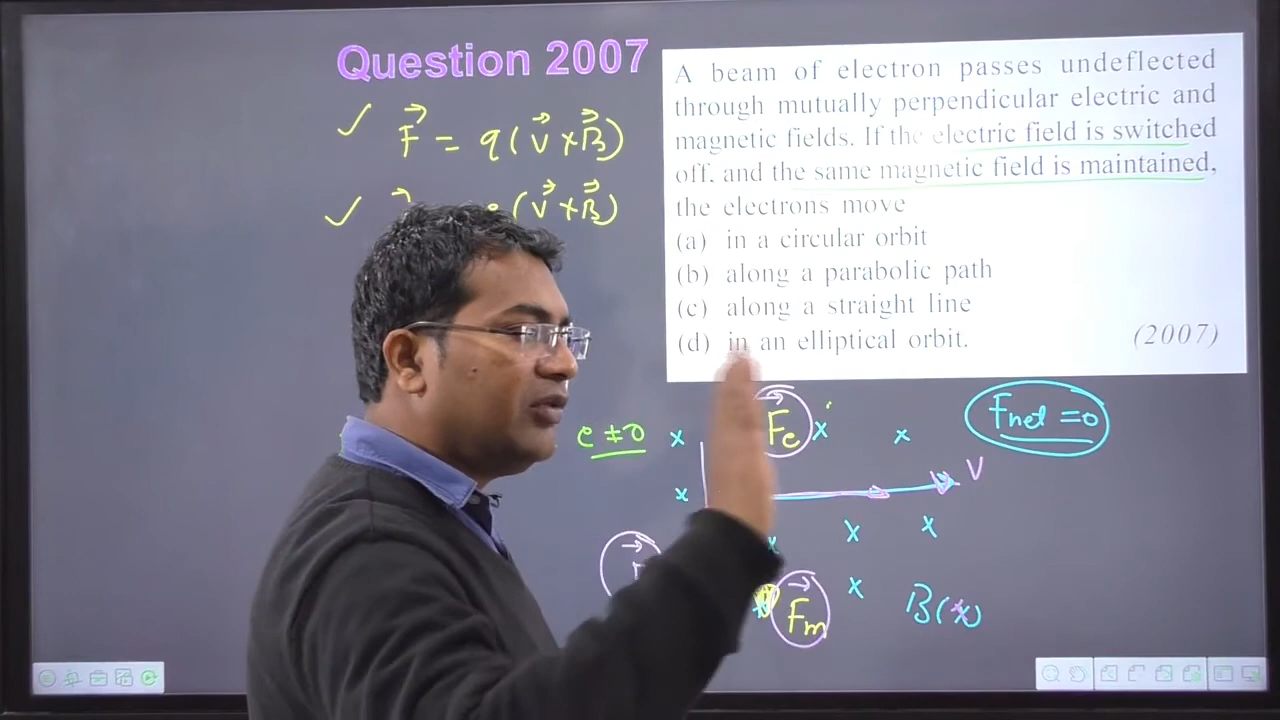 Question 2007
A beam of electron passes undeflected
through mutually perpendicular electric and
magnetic fields. If the electric field is switched
off, and the same magnetic field is maintained,
the electrons move
(a) in a circular orbit
(b) along a parabolic path
(c) along a straight line
(d) in an elliptical orbit. (2007)
✓ F⃗ = q(v⃗×B⃗)
✓ (v⃗×B⃗)
e≠0 x F⃗e x x Fnet=0
x V
x x
F⃗m x B(x)